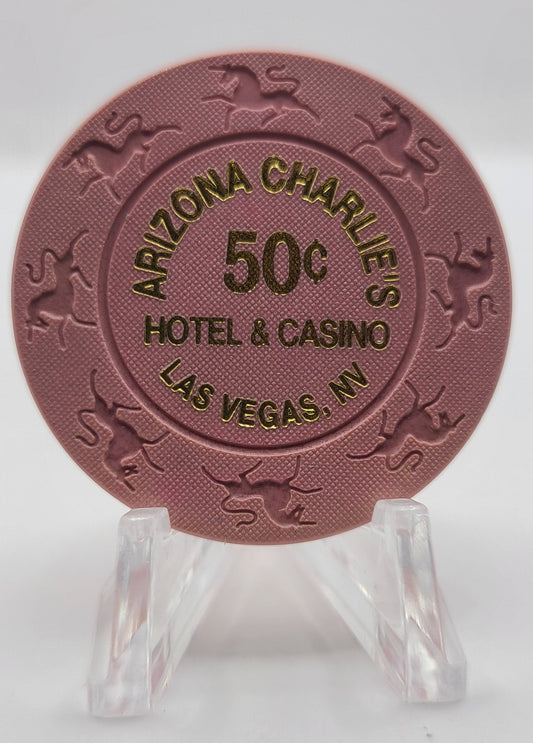 ARIZONA CHARLIE'S
50¢
HOTEL & CASINO
LAS VEGAS, NV